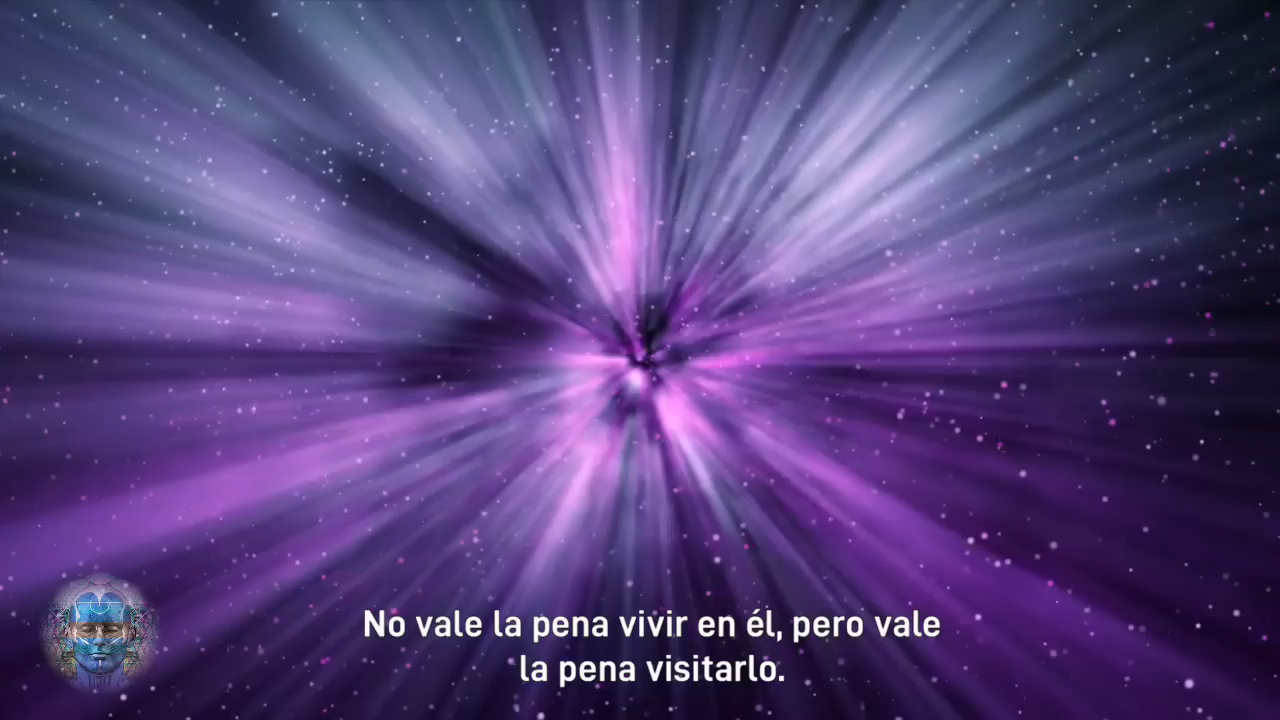 No vale la pena vivir en él, pero vale
la pena visitarlo.